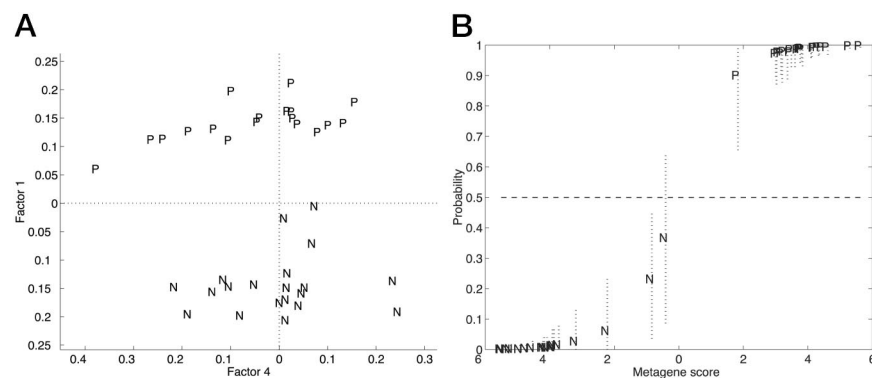 A
0.25
0.2
0.15
0.1
0.05
0
0.05
0.1
0.15
0.2
0.25
Factor 1
P
P P
P P P
P P P P
P P P P P
P P P
N
N
N
N N N N N
N N N N N
N N N N N
N N
0.4 0.3 0.2 0.1 0 0.1 0.2 0.3
Factor 4
B
1
0.9
0.8
0.7
0.6
0.5
0.4
0.3
0.2
0.1
0
Probability
P
N
N
N
N
6 4 2 0 2 4 6
Metagene score